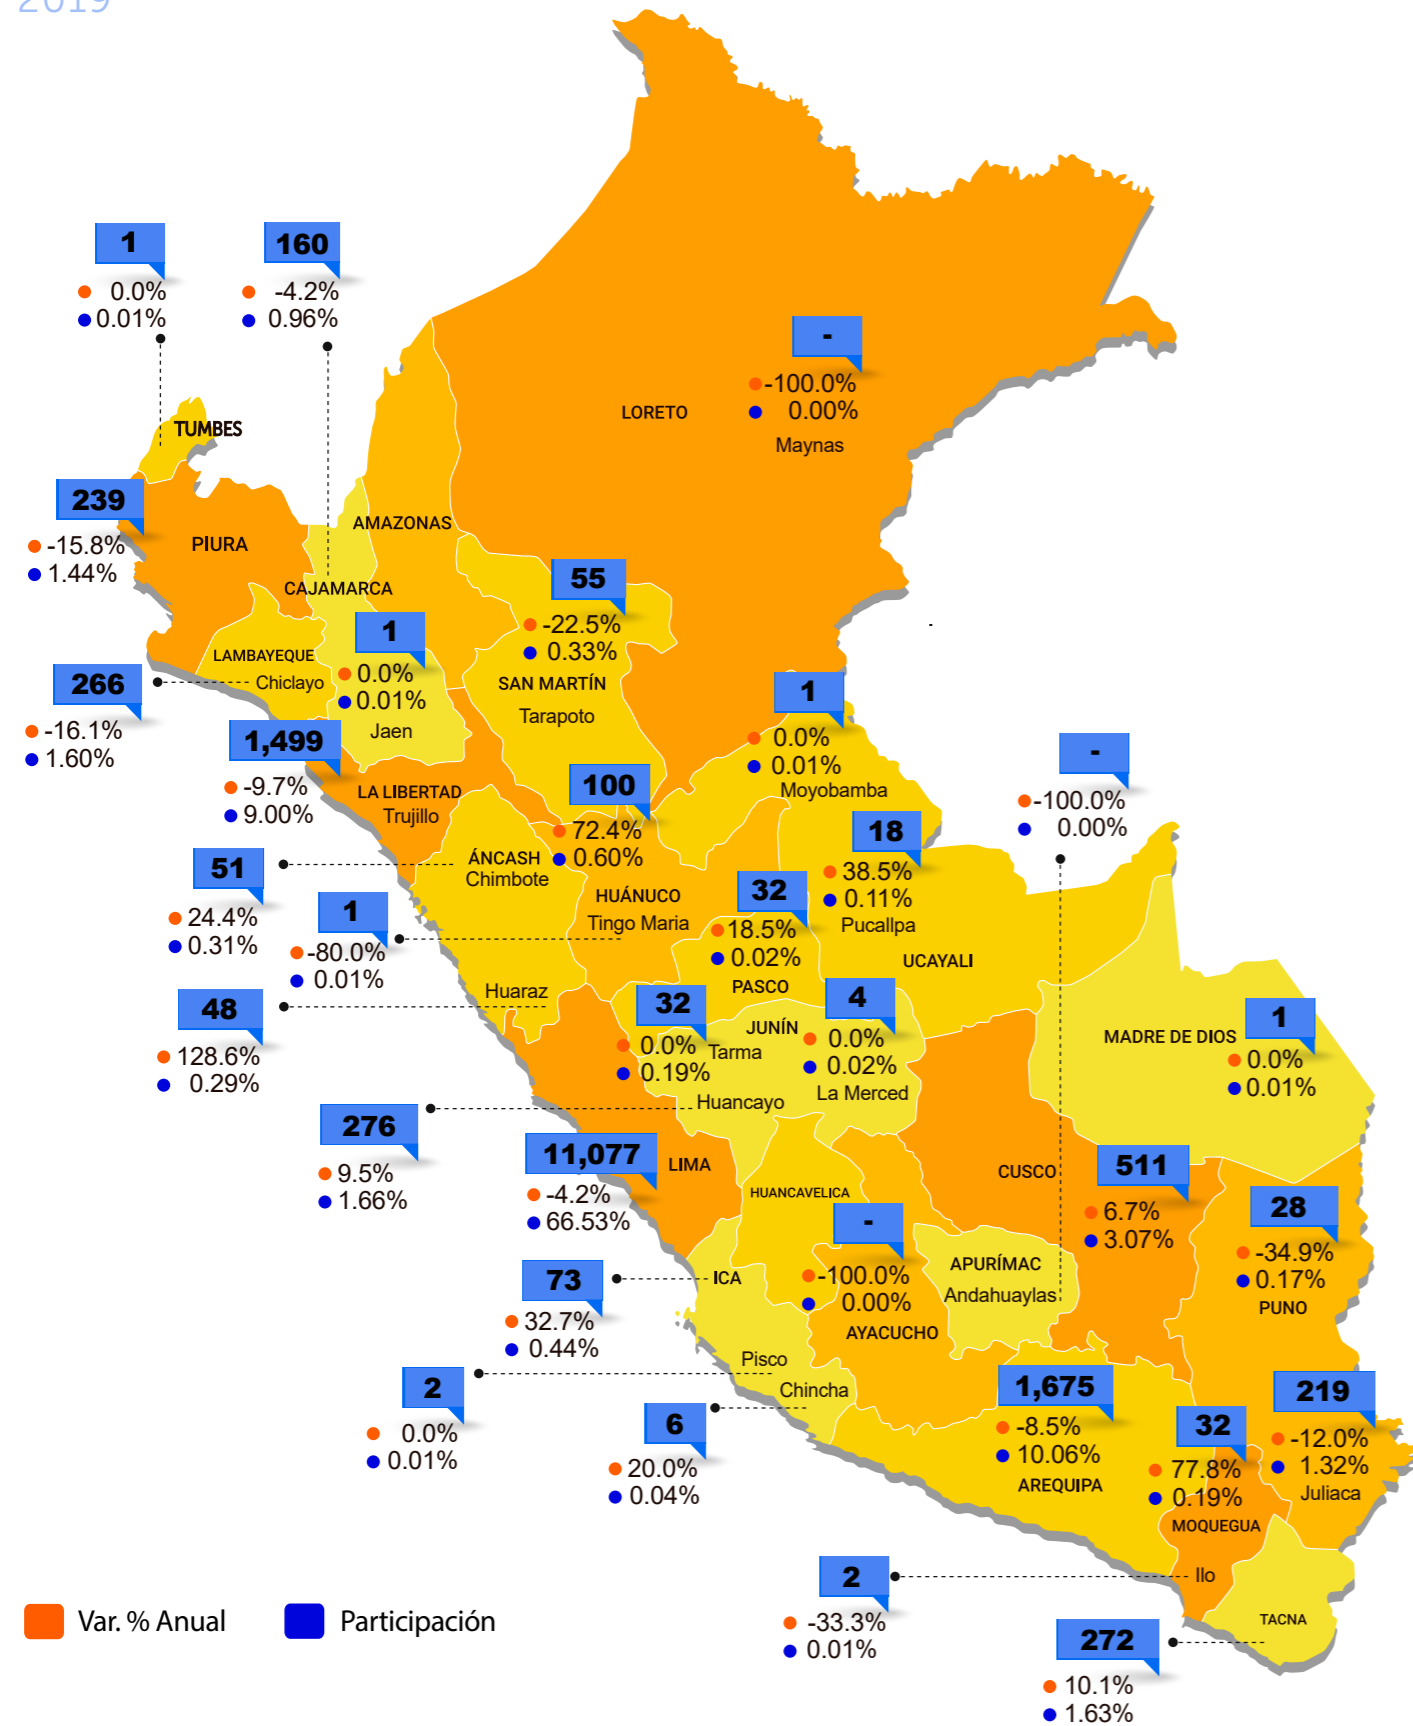 2019
1
0.0%
0.01%
160
-4.2%
0.96%
-
-100.0%
0.00%
LORETO
Maynas
TUMBES
239
-15.8%
1.44%
PIURA
AMAZONAS
CAJAMARCA
55
-22.5%
0.33%
SAN MARTÍN
Tarapoto
1
0.0%
0.01%
Jaen
LAMBAYEQUE
Chiclayo
266
-16.1%
1.60%
1
0.0%
0.01%
Moyobamba
1,499
-9.7%
9.00%
LA LIBERTAD
Trujillo
-
-100.0%
0.00%
100
72.4%
0.60%
HUÁNUCO
Tingo Maria
18
38.5%
0.11%
Pucallpa
UCAYALI
51
24.4%
0.31%
ÁNCASH
Chimbote
1
-80.0%
0.01%
32
18.5%
0.02%
PASCO
48
128.6%
0.29%
Huaraz
32
0.0%
0.19%
JUNÍN
Tarma
4
0.0%
0.02%
La Merced
Huancayo
MADRE DE DIOS
1
0.0%
0.01%
276
9.5%
1.66%
11,077
-4.2%
66.53%
LIMA
CUSCO
511
6.7%
3.07%
HUANCAVELICA
-
-100.0%
0.00%
AYACUCHO
28
-34.9%
0.17%
PUNO
APURÍMAC
Andahuaylas
73
32.7%
0.44%
ICA
Pisco
Chincha
2
0.0%
0.01%
6
20.0%
0.04%
1,675
-8.5%
10.06%
AREQUIPA
219
-12.0%
1.32%
Juliaca
32
77.8%
0.19%
MOQUEGUA
Ilo
2
-33.3%
0.01%
TACNA
272
10.1%
1.63%
Var. % Anual
Participación